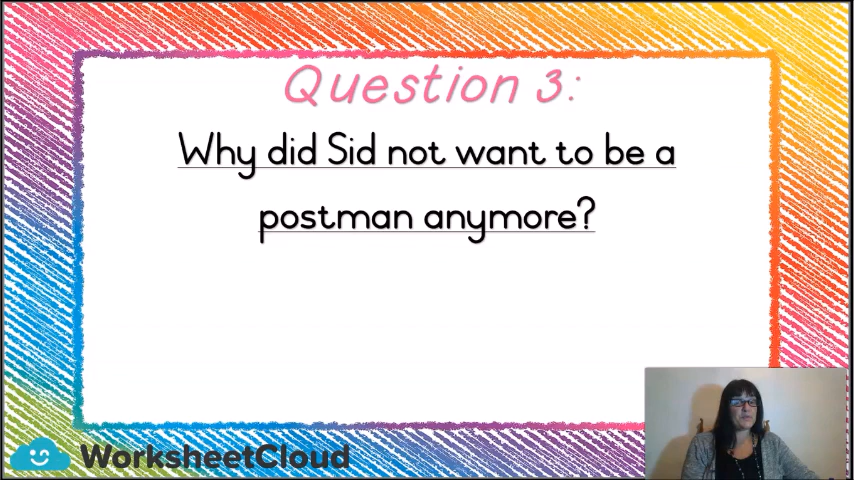 Question 3:
Why did Sid not want to be a
postman anymore?
WorksheetCloud